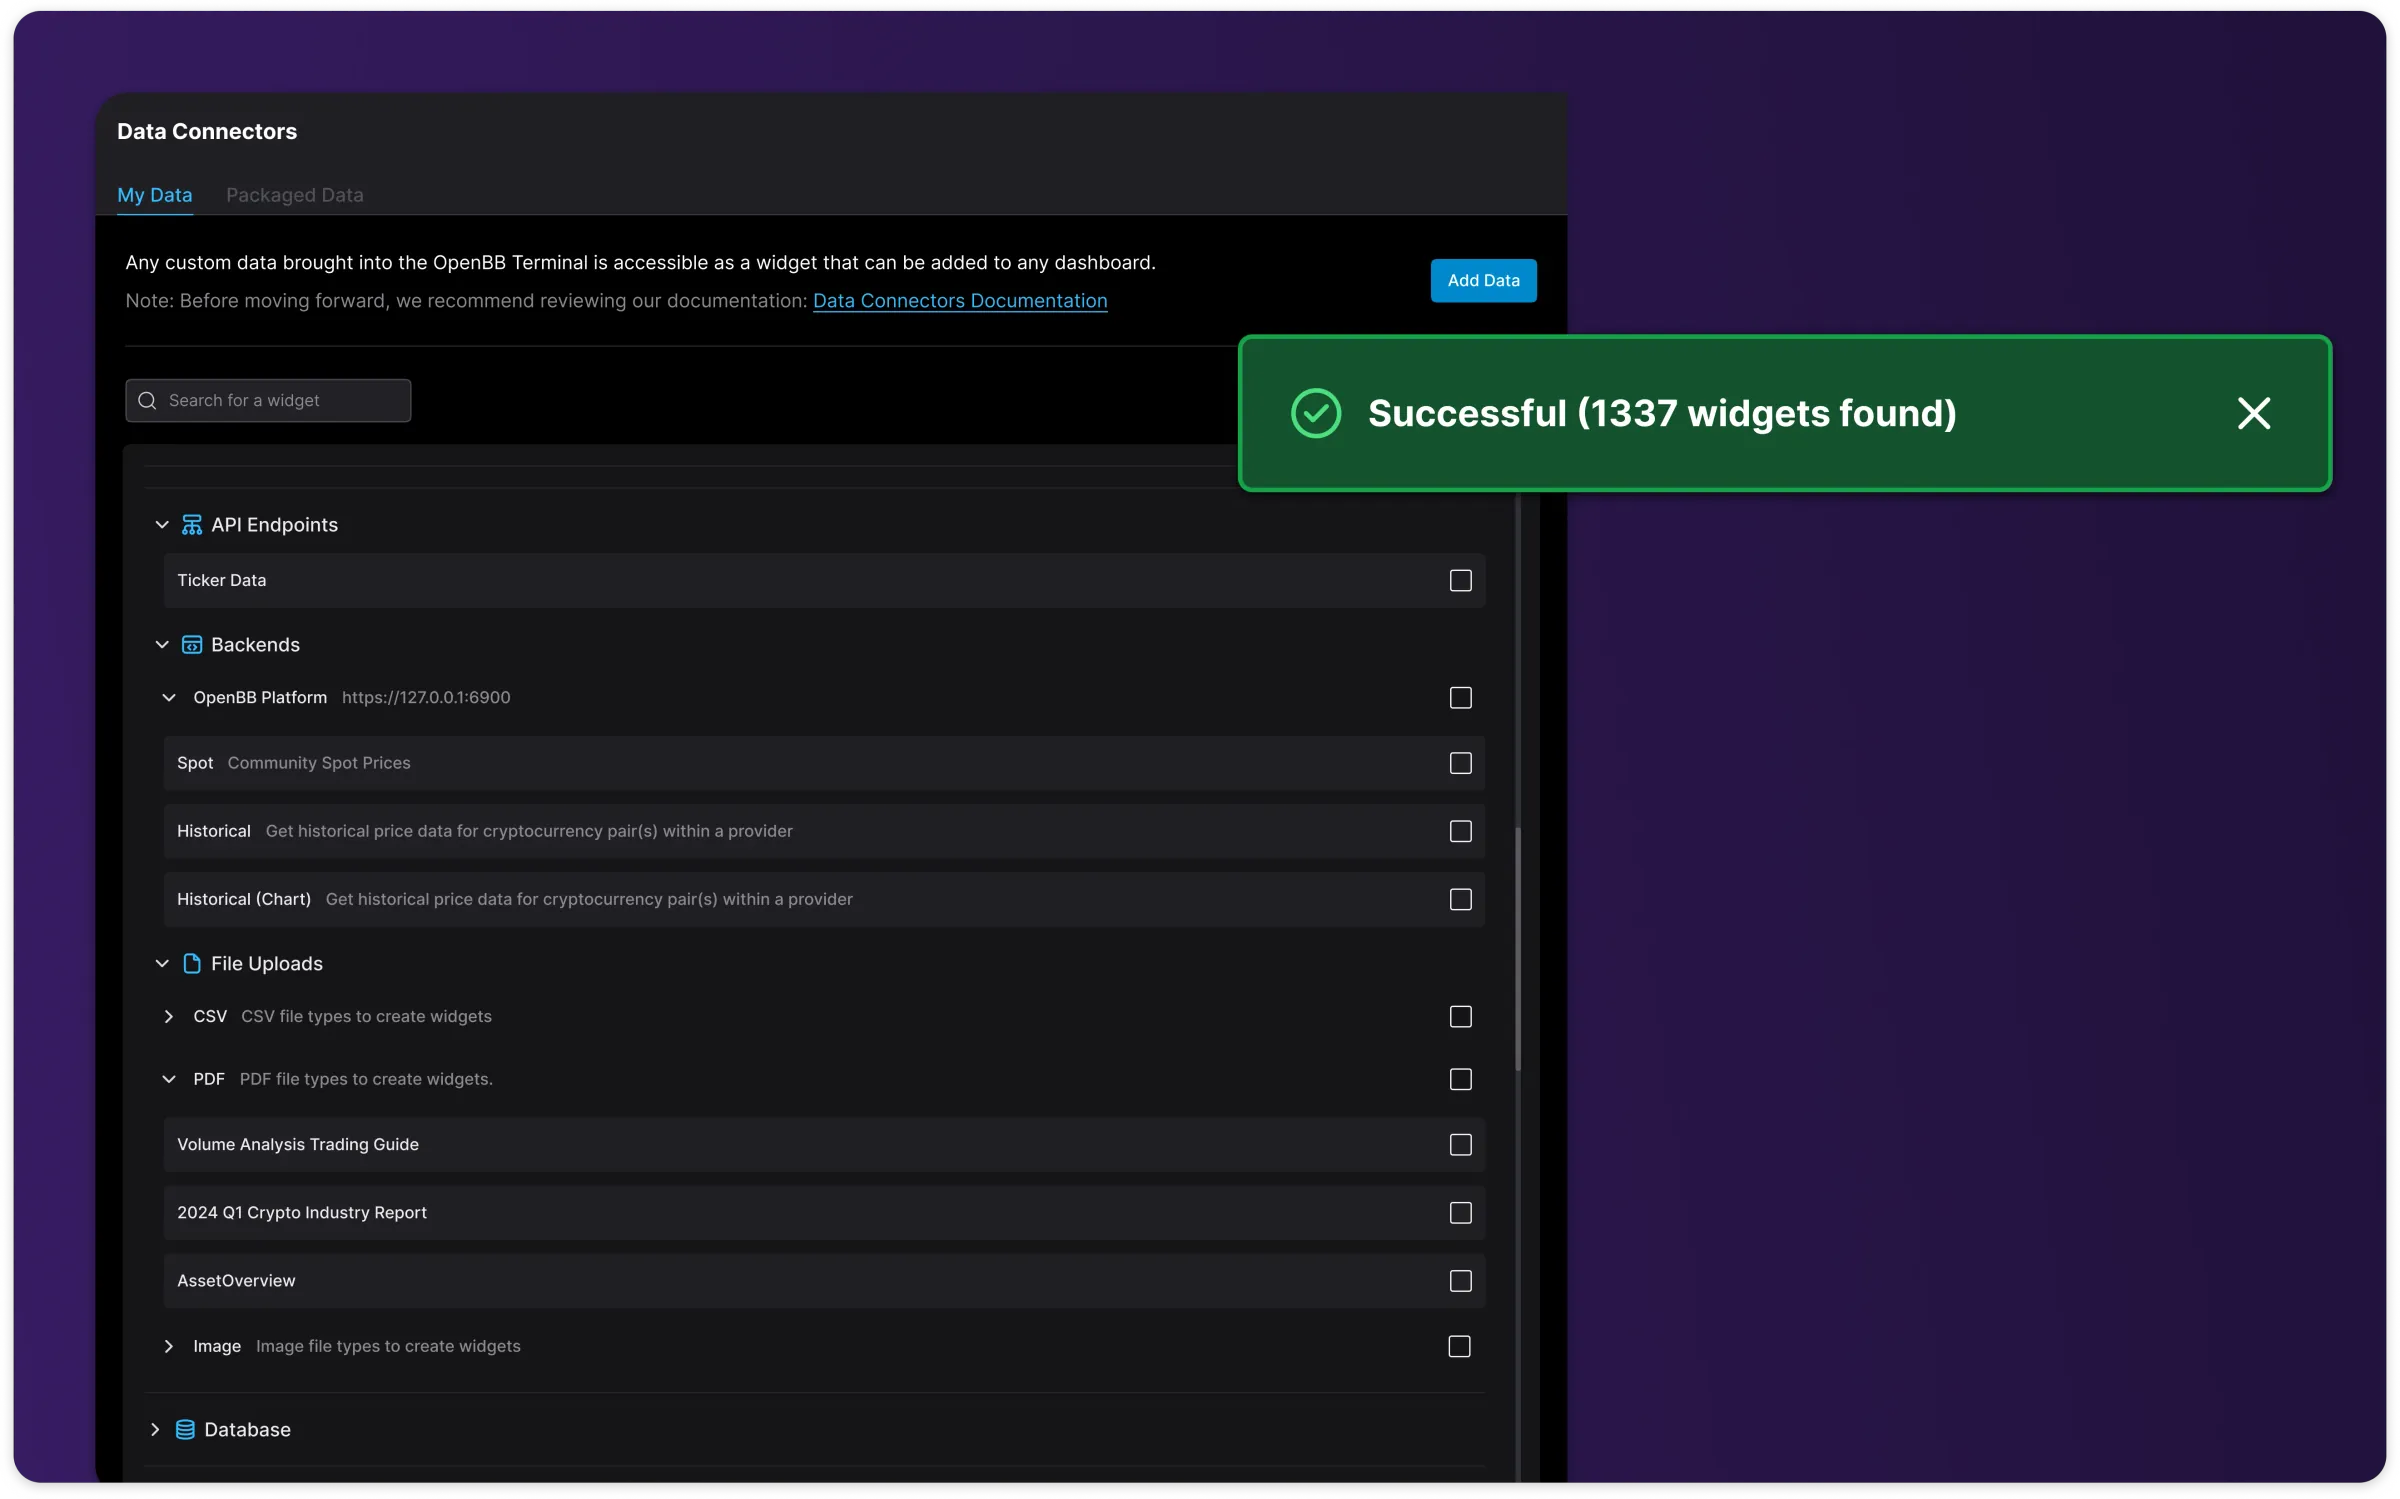 Data Connectors
My Data Packaged Data
Any custom data brought into the OpenBB Terminal is accessible as a widget that can be added to any dashboard.
Note: Before moving forward, we recommend reviewing our documentation: Data Connectors Documentation
Add Data
Search for a widget
Successful (1337 widgets found)
API Endpoints
Ticker Data
Backends
OpenBB Platform https://127.0.0.1:6900
Spot Community Spot Prices
Historical Get historical price data for cryptocurrency pair(s) within a provider
Historical (Chart) Get historical price data for cryptocurrency pair(s) within a provider
File Uploads
CSV CSV file types to create widgets
PDF PDF file types to create widgets.
Volume Analysis Trading Guide
2024 Q1 Crypto Industry Report
AssetOverview
Image Image file types to create widgets
Database